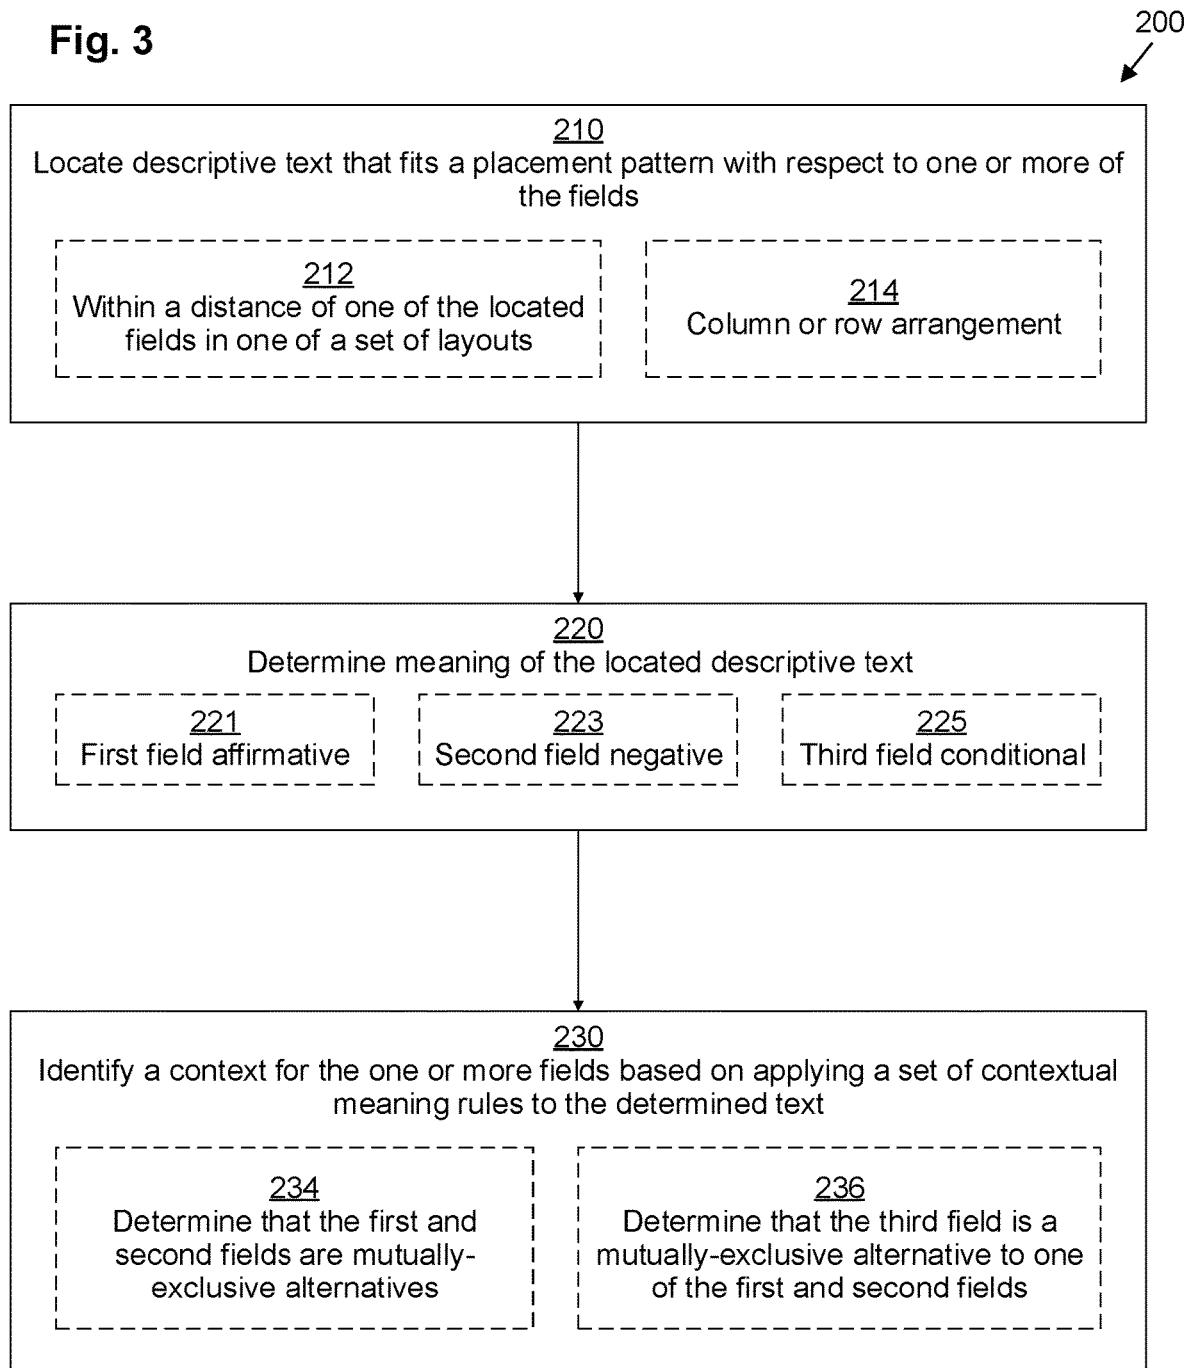 Fig. 3
200
210
Locate descriptive text that fits a placement pattern with respect to one or more of
the fields
212
Within a distance of one of the located
fields in one of a set of layouts
214
Column or row arrangement
220
Determine meaning of the located descriptive text
221
First field affirmative
223
Second field negative
225
Third field conditional
230
Identify a context for the one or more fields based on applying a set of contextual
meaning rules to the determined text
234
Determine that the first and
second fields are mutually-
exclusive alternatives
236
Determine that the third field is a
mutually-exclusive alternative to one
of the first and second fields